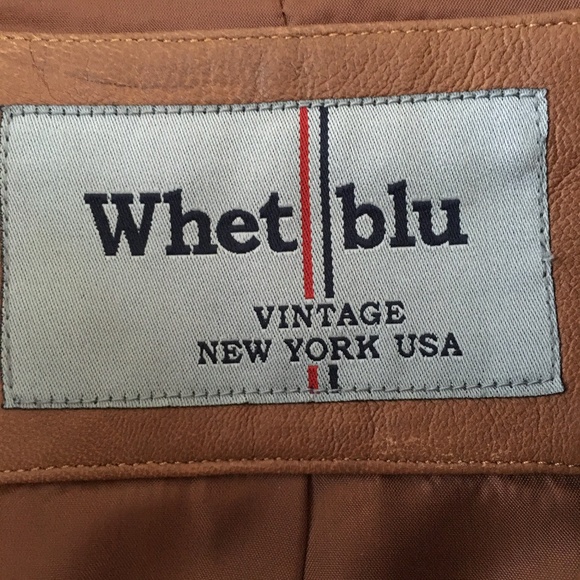 Whet blu
VINTAGE
NEW YORK USA